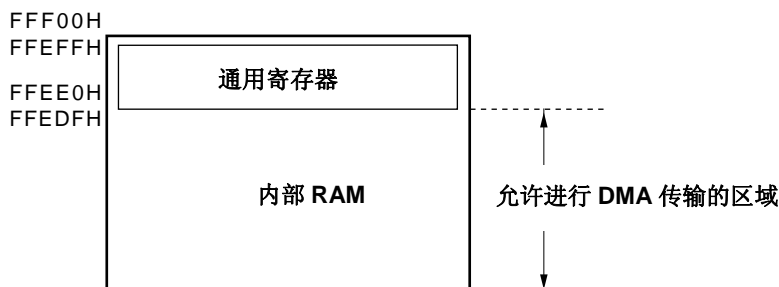 FFF00H
FFEFFH
通用寄存器
FFEE0H
FFEDFH
内部 RAM
允许进行 DMA 传输的区域